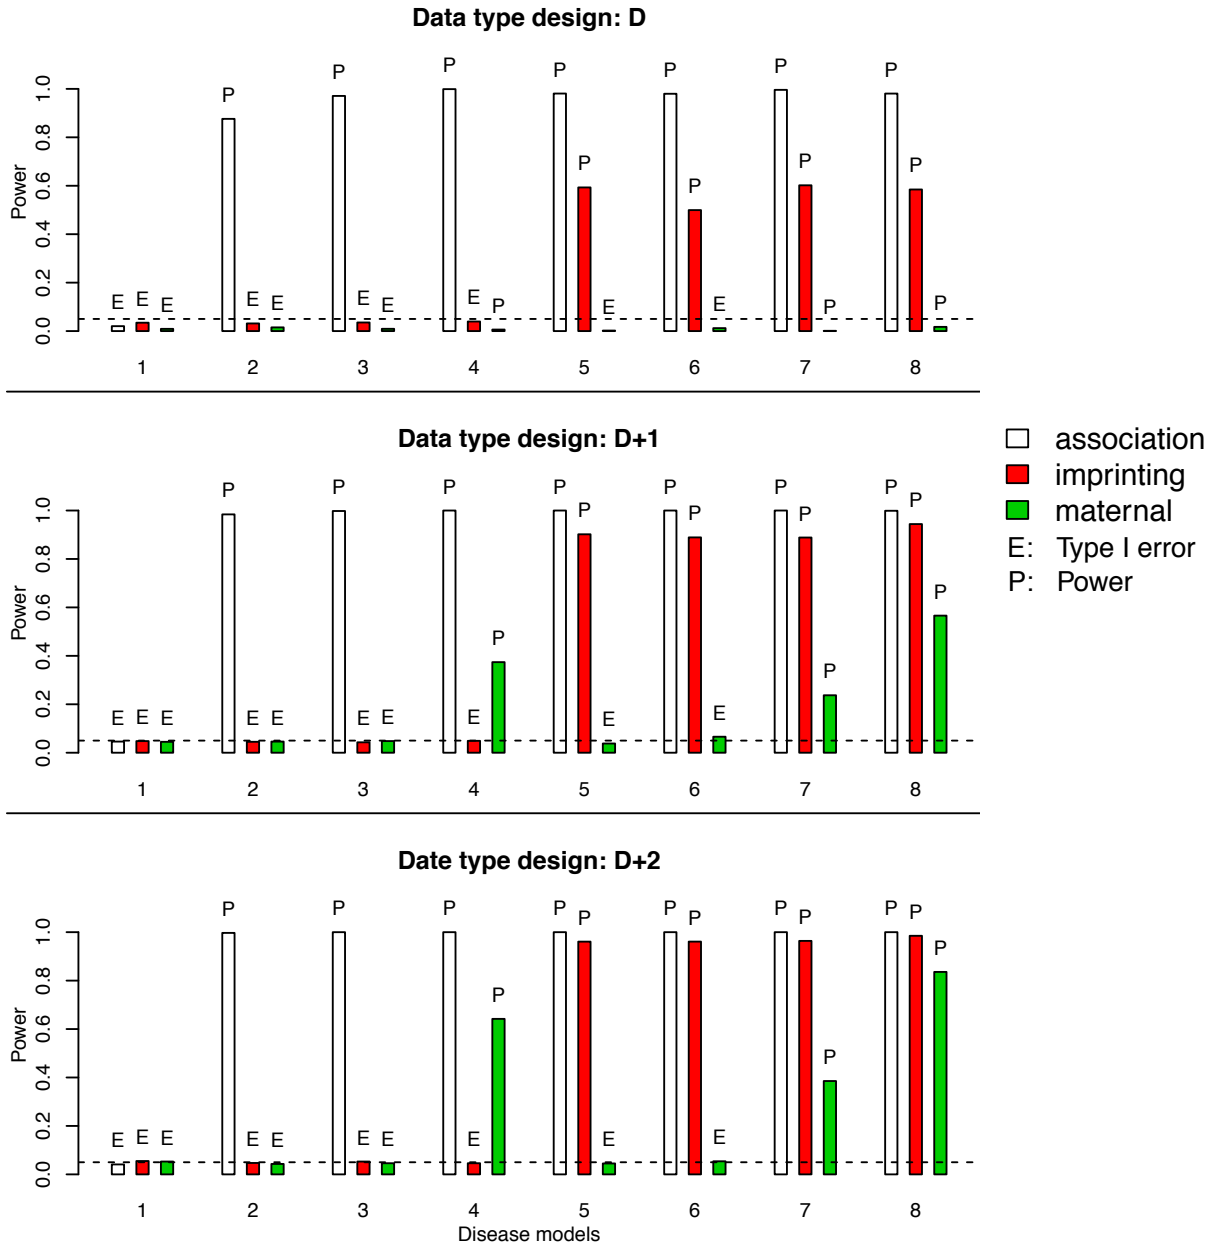 Data type design: D
P P P P P P P
P P P P
E E E E E E E E E P E E P P
Power
0.0 0.2 0.4 0.6 0.8 1.0
1 2 3 4 5 6 7 8
Data type design: D+1
P P P P P P P
P P P P
E E E E E E E E P E E P P
Power
0.0 0.2 0.4 0.6 0.8 1.0
1 2 3 4 5 6 7 8
association
imprinting
maternal
E: Type I error
P: Power
Date type design: D+2
P P P P P P P
P P P P
E E E E E E E E P E E P P
Power
0.0 0.2 0.4 0.6 0.8 1.0
1 2 3 4 5 6 7 8
Disease models